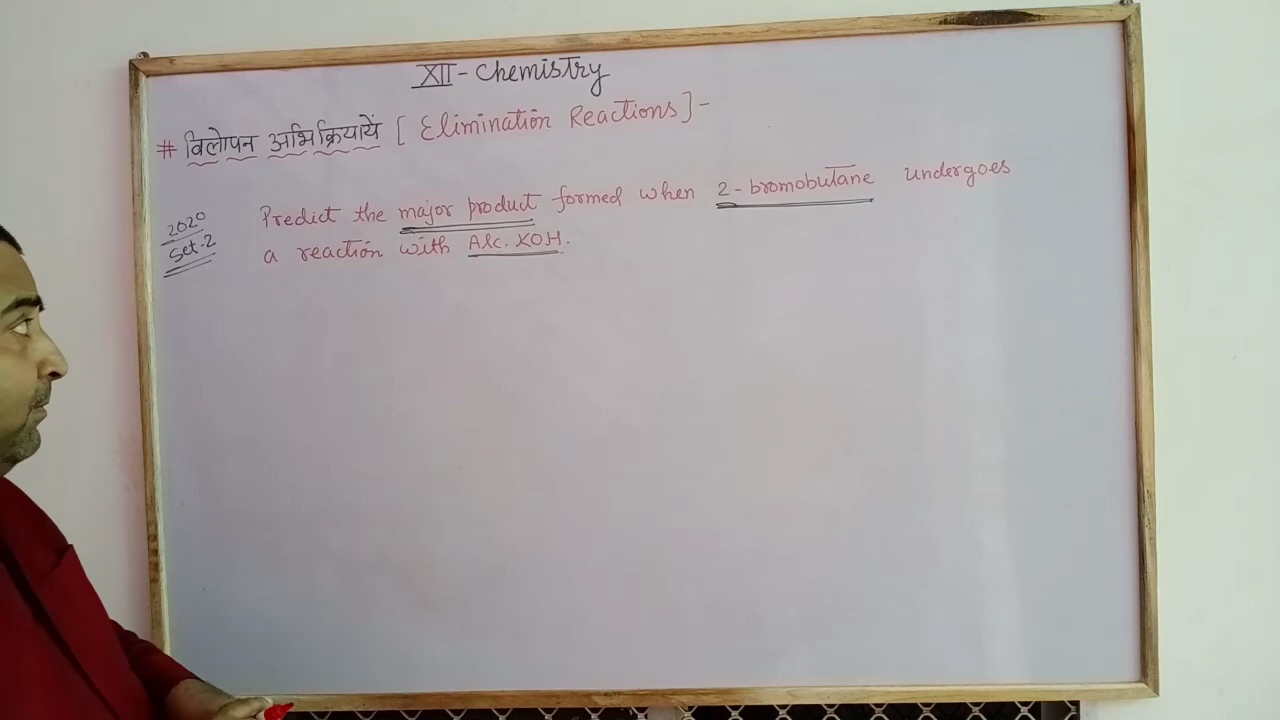 XII - Chemistry
# विलोपन अभिक्रियायें [ Elimination Reactions ] -
2020
Set-2
Predict the major product formed when 2-bromobutane undergoes
a reaction with Alc. KOH.